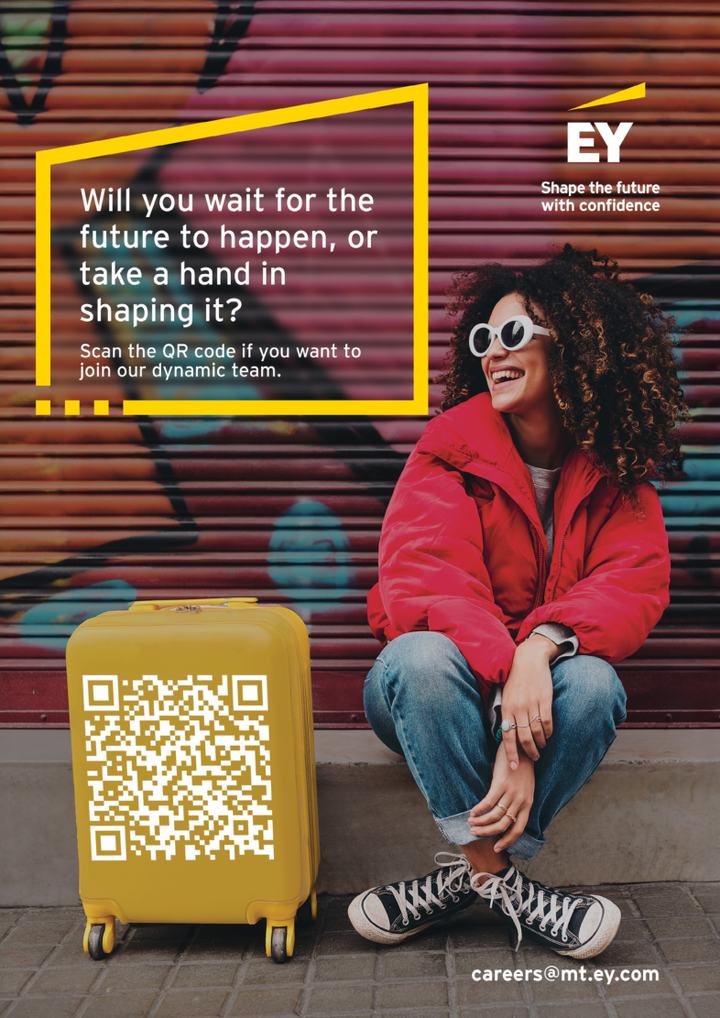 Will you wait for the
future to happen, or
take a hand in
shaping it?
Scan the QR code if you want to
join our dynamic team.
EY
Shape the future
with confidence
careers@mt.ey.com